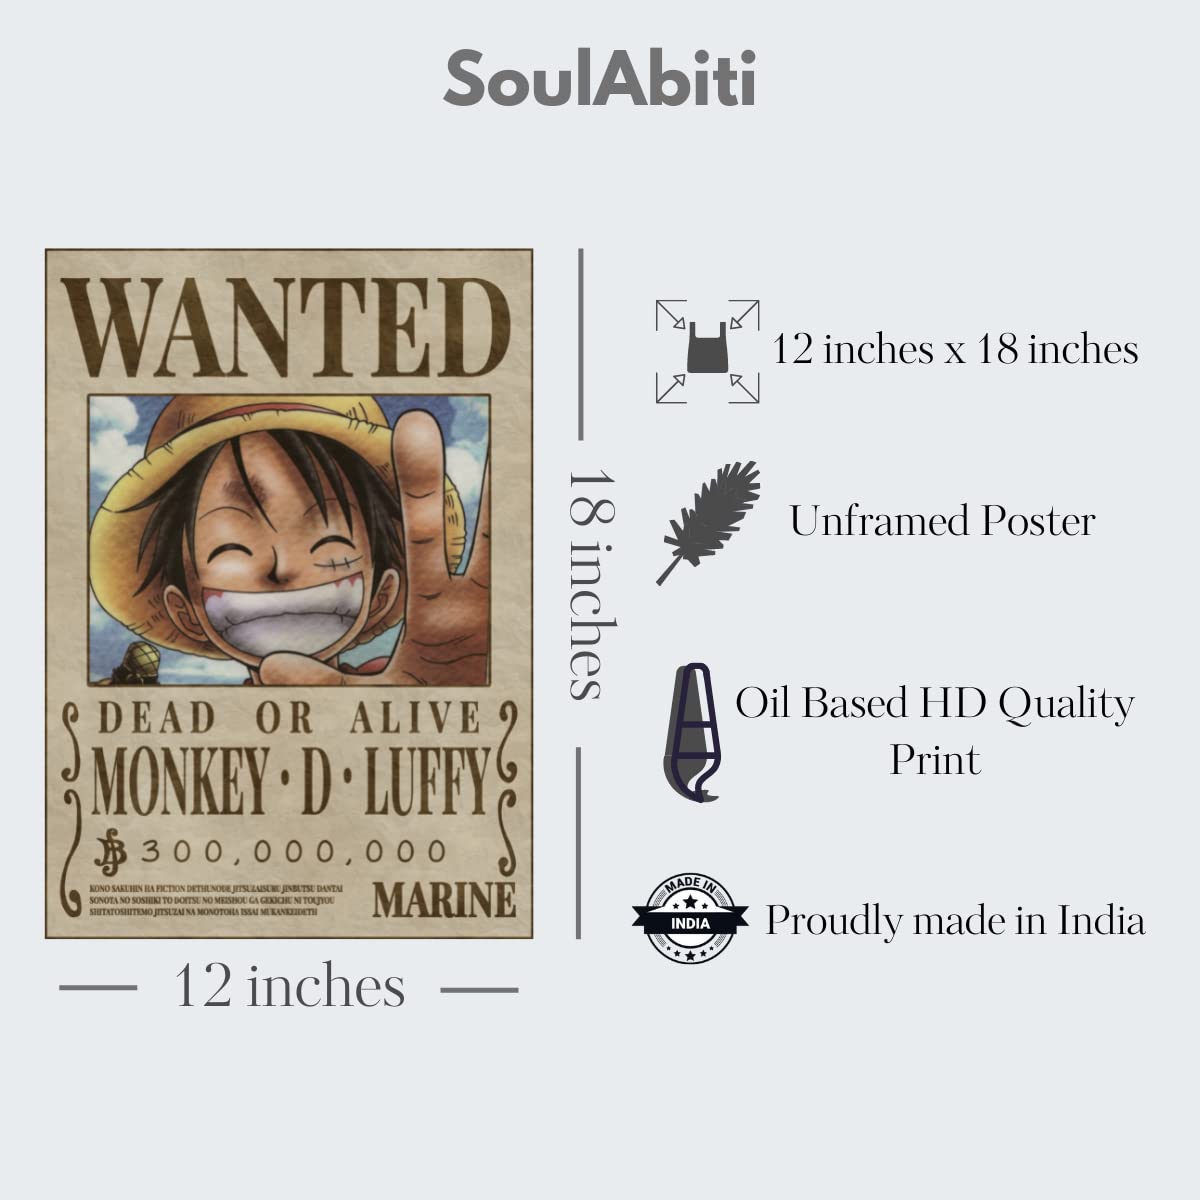 SoulAbiti
WANTED
DEAD OR ALIVE
MONKEY·D·LUFFY
300,000,000
KONO SAKUHIN HA FICTION DETHUNODE JITSUZAISURU JINBUTSU DANTAI
SONOTA NO SOSHIKI TO DOITSU NO MEISHOU GA GEKICHU NI TOUJYOU
SHITATOSHITEMO JITSUZAI NA MONOTOHA ISSAI MUKANKEIDETH
MARINE
12 inches
18 inches
12 inches x 18 inches
Unframed Poster
Oil Based HD Quality
Print
MADE IN
INDIA
Proudly made in India